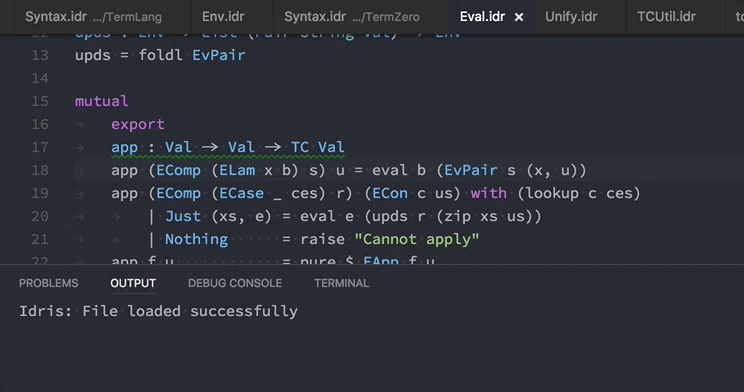 Syntax.idr .../TermLang Env.idr Syntax.idr .../TermZero Eval.idr × Unify.idr TCUtil.idr to
12 upds : Env -> List (Pair String Val) -> Env
13 upds = foldl EvPair
14
15 mutual
16 export
17 app : Val -> Val -> TC Val
18 app (EComp (ELam x b) s) u = eval b (EvPair s (x, u))
19 app (EComp (ECase _ ces) r) (ECon c us) with (lookup c ces)
20 | Just (xs, e) = eval e (upds r (zip xs us))
21 | Nothing = raise "Cannot apply"
22 app f u = pure $ EApp f u
PROBLEMS OUTPUT DEBUG CONSOLE TERMINAL
Idris: File loaded successfully